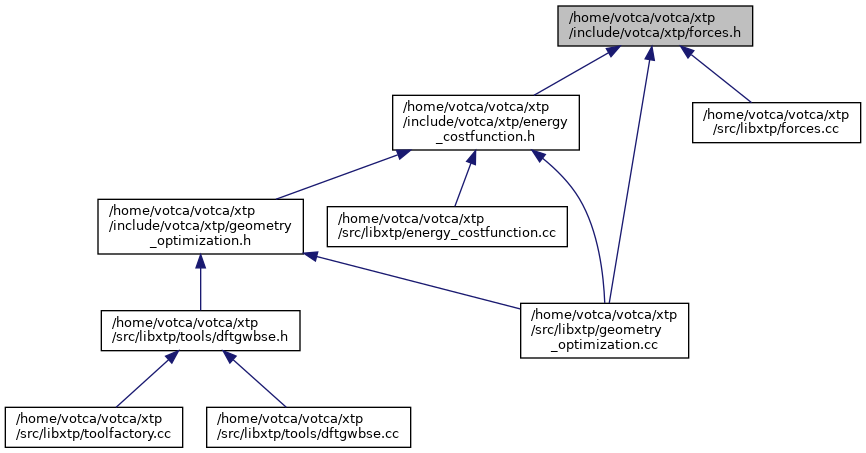 /home/votca/votca/xtp
/include/votca/xtp/forces.h
/home/votca/votca/xtp
/include/votca/xtp/energy
_costfunction.h
/home/votca/votca/xtp
/src/libxtp/forces.cc
/home/votca/votca/xtp
/include/votca/xtp/geometry
_optimization.h
/home/votca/votca/xtp
/src/libxtp/energy_costfunction.cc
/home/votca/votca/xtp
/src/libxtp/tools/dftgwbse.h
/home/votca/votca/xtp
/src/libxtp/geometry
_optimization.cc
/home/votca/votca/xtp
/src/libxtp/toolfactory.cc
/home/votca/votca/xtp
/src/libxtp/tools/dftgwbse.cc